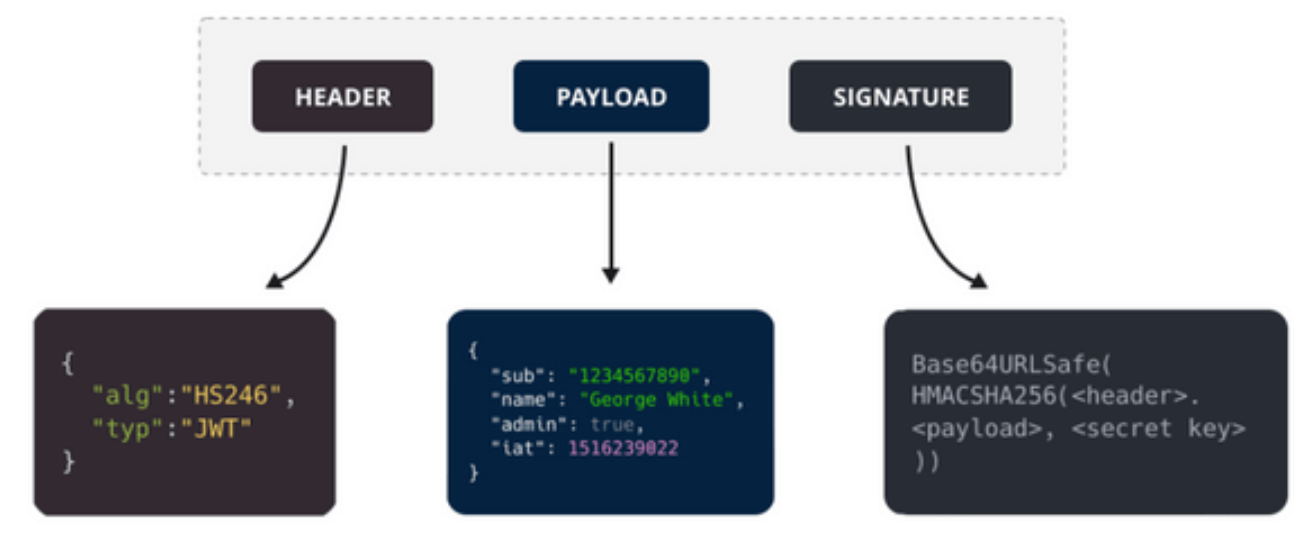 HEADER
PAYLOAD
SIGNATURE
{
"alg":"HS246",
"typ":"JWT"
}
{
"sub": "1234567890",
"name": "George White",
"admin": true,
"iat": 1516239022
}
Base64URLSafe(
HMACSHA256(<header>.
<payload>, <secret key>
))